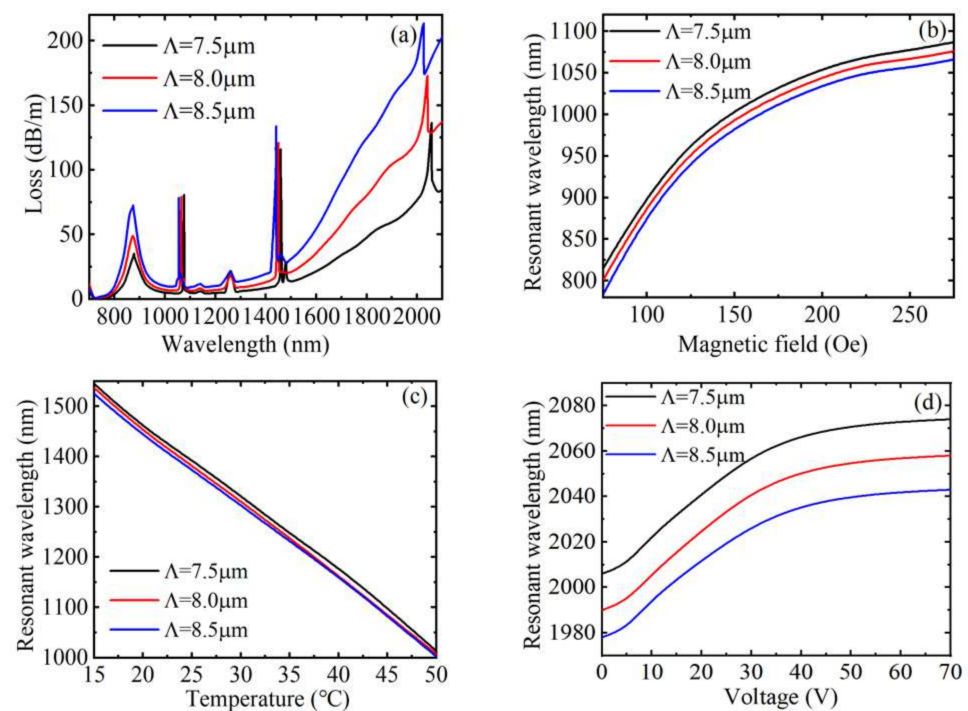 (a)
Λ=7.5μm
Λ=8.0μm
Λ=8.5μm
Loss (dB/m)
200
150
100
50
0
800 1000 1200 1400 1600 1800 2000
Wavelength (nm)
(b)
Λ=7.5μm
Λ=8.0μm
Λ=8.5μm
Resonant wavelength (nm)
1100
1050
1000
950
900
850
800
100 150 200 250
Magnetic field (Oe)
(c)
Resonant wavelength (nm)
1500
1400
1300
1200
1100
1000
Λ=7.5μm
Λ=8.0μm
Λ=8.5μm
15 20 25 30 35 40 45 50
Temperature (℃)
(d)
Λ=7.5μm
Λ=8.0μm
Λ=8.5μm
Resonant wavelength (nm)
2080
2060
2040
2020
2000
1980
0 10 20 30 40 50 60 70
Voltage (V)